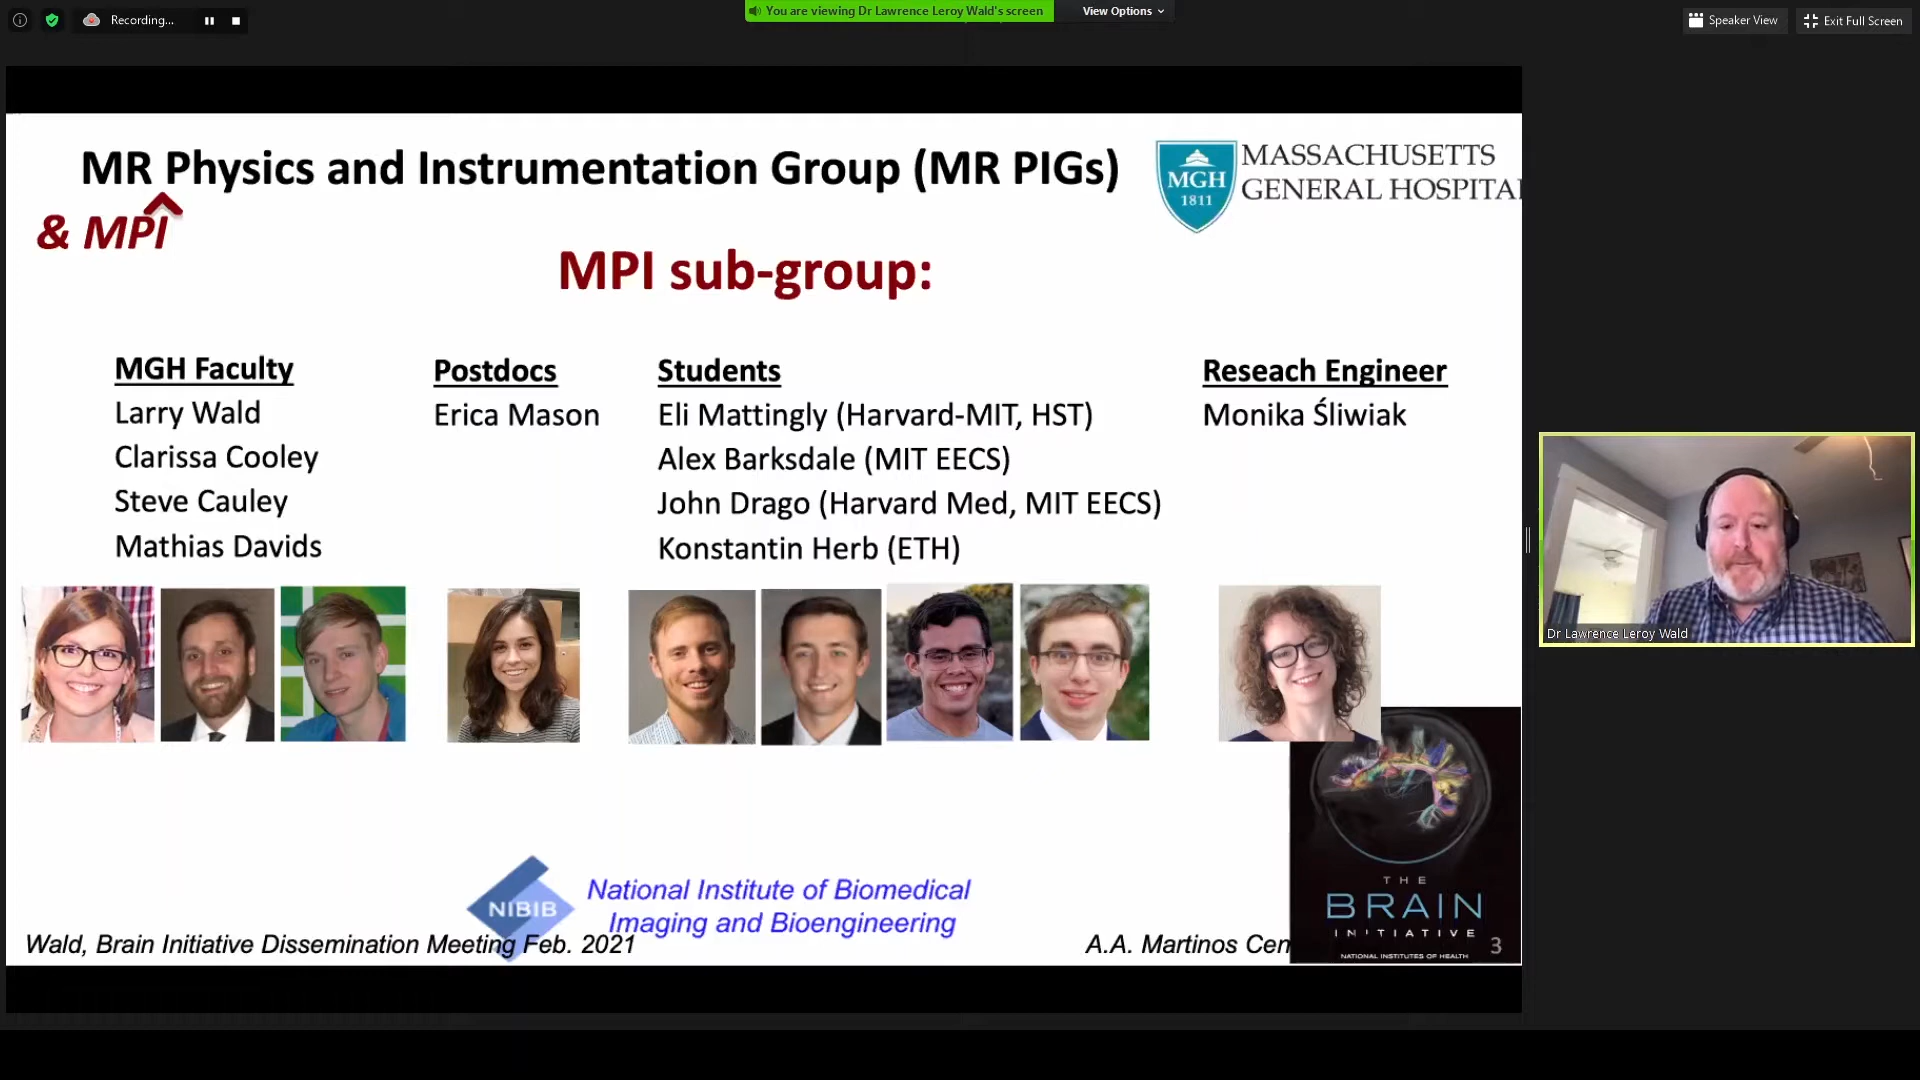 Recording...
You are viewing Dr Lawrence Leroy Wald's screen
View Options
Speaker View
Exit Full Screen
MR Physics and Instrumentation Group (MR PIGs)
& MPI
MGH
1811
MASSACHUSETTS
GENERAL HOSPITA
MPI sub-group:
MGH Faculty
Larry Wald
Clarissa Cooley
Steve Cauley
Mathias Davids
Postdocs
Erica Mason
Students
Eli Mattingly (Harvard-MIT, HST)
Alex Barksdale (MIT EECS)
John Drago (Harvard Med, MIT EECS)
Konstantin Herb (ETH)
Reseach Engineer
Monika Śliwiak
Dr Lawrence Leroy Wald
NIBIB
National Institute of Biomedical
Imaging and Bioengineering
Wald, Brain Initiative Dissemination Meeting Feb. 2021
A.A. Martinos Cen
THE
BRAIN
INITIATIVE
NATIONAL INSTITUTES OF HEALTH
3